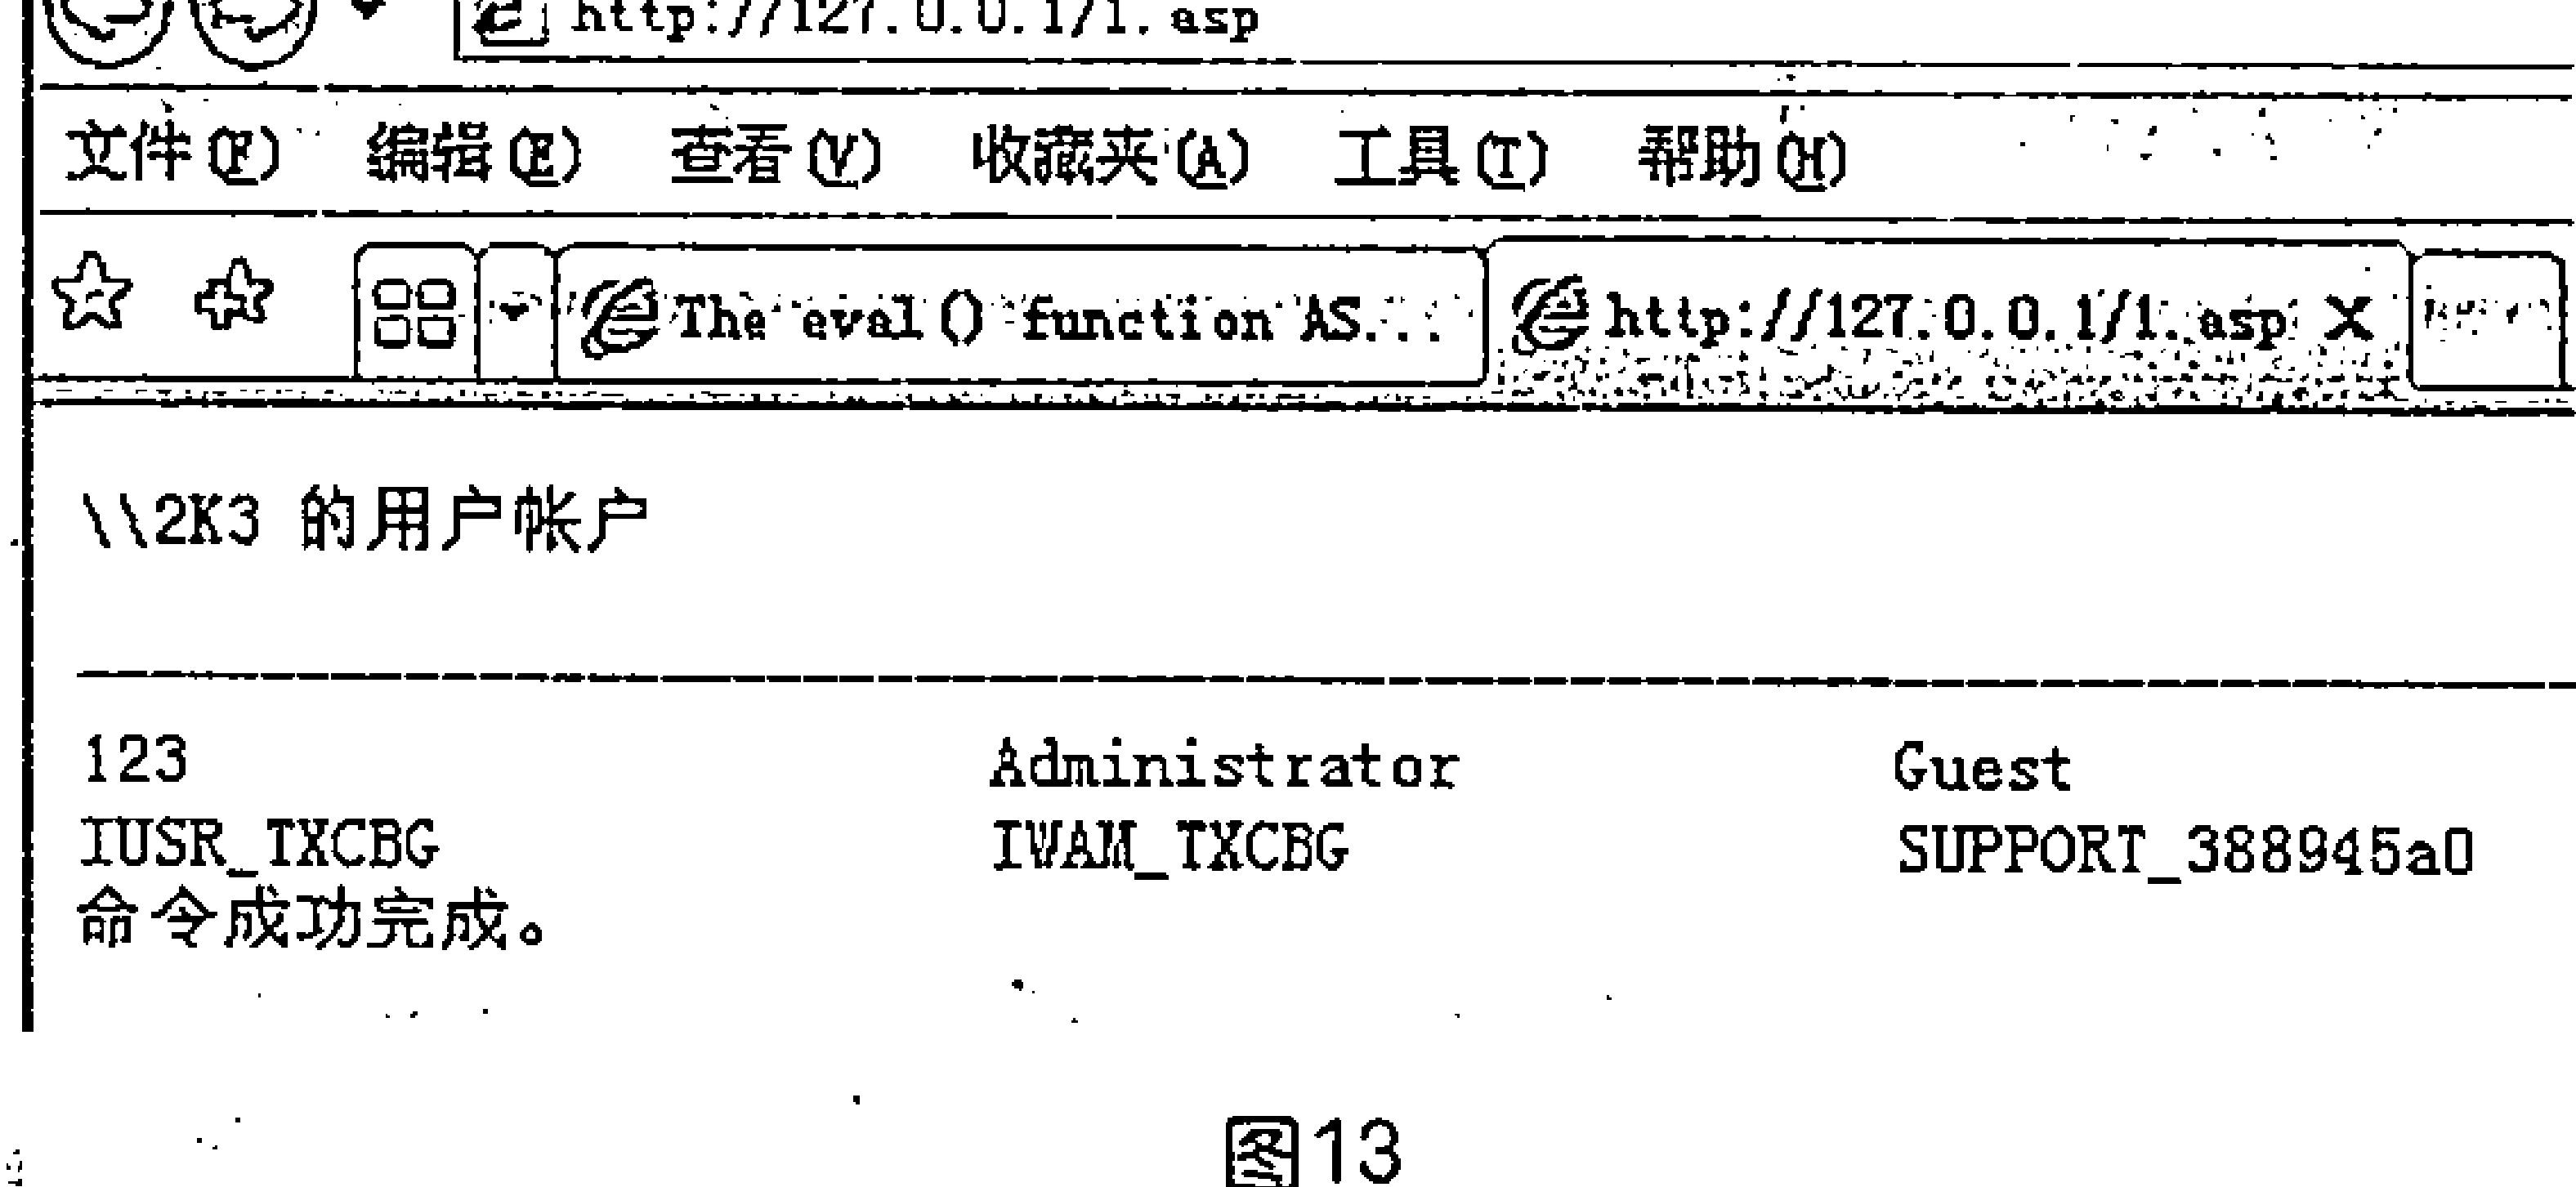 http://127.0.0.1/1.asp
文件(F) 编辑(E) 查看(V) 收藏夹(A) 工具(T) 帮助(H)
The eval() function AS... http://127.0.0.1/1.asp X
\\2K3 的用户帐户
123 Administrator Guest
IUSR_TXCBG IWAM_TXCBG SUPPORT_388945a0
命令成功完成。
图13